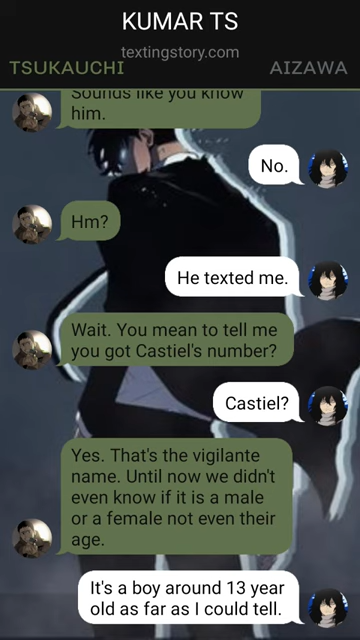 KUMAR TS
textingstory.com
TSUKAUCHI
AIZAWA
Sounds like you know
him.
No.
Hm?
He texted me.
Wait. You mean to tell me
you got Castiel's number?
Castiel?
Yes. That's the vigilante
name. Until now we didn't
even know if it is a male
or a female not even their
age.
It's a boy around 13 year
old as far as I could tell.